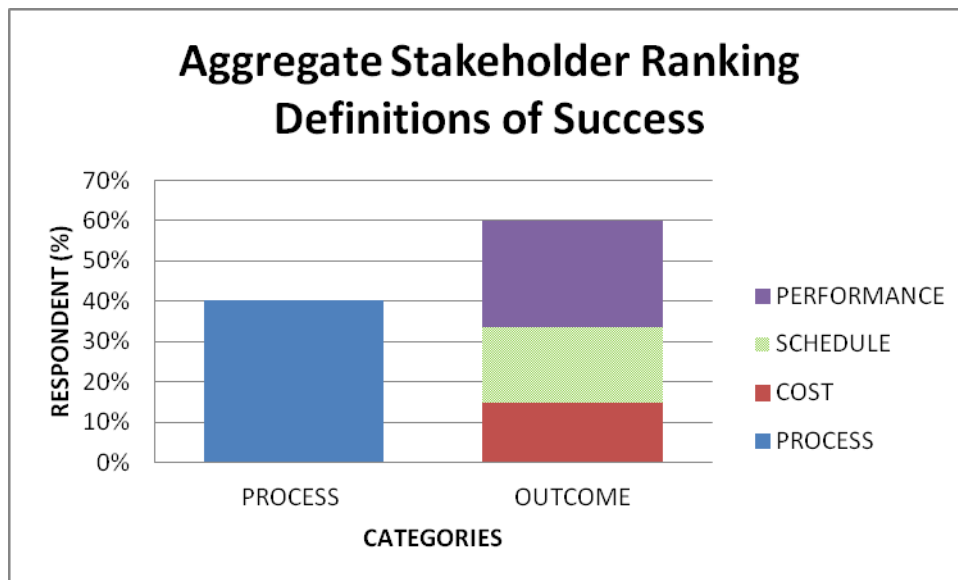 Aggregate Stakeholder Ranking
Definitions of Success
70%
60%
50%
40%
30%
20%
10%
0%
RESPONDENT (%)
PROCESS
OUTCOME
CATEGORIES
PERFORMANCE
SCHEDULE
COST
PROCESS